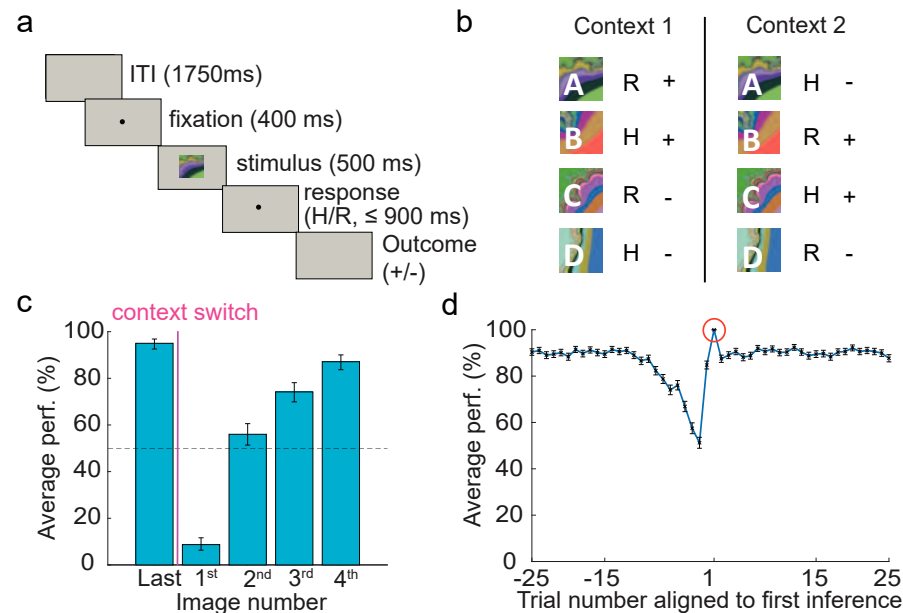 a
ITI (1750ms)
fixation (400 ms)
stimulus (500 ms)
response
(H/R, ≤ 900 ms)
Outcome
(+/-)
b
Context 1 Context 2
A R + A H -
B H + B R +
C R - C H +
D H - D R -
c
context switch
100
80
60
40
20
0
Average perf. (%)
Last 1st 2nd 3rd 4th
Image number
d
100
80
60
40
20
0
Average perf. (%)
-25 -15 1 15 25
Trial number aligned to first inference